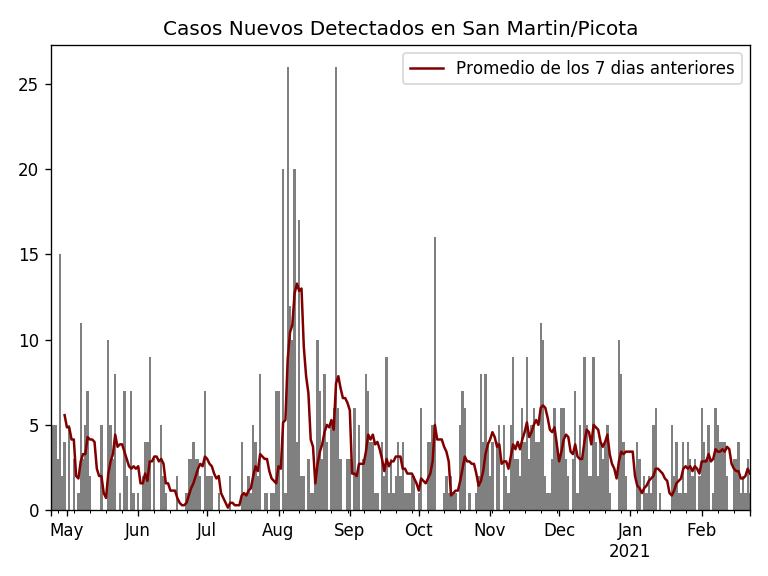 Casos Nuevos Detectados en San Martin/Picota
Promedio de los 7 dias anteriores
25
20
15
10
5
0
May Jun Jul Aug Sep Oct Nov Dec Jan Feb
2021